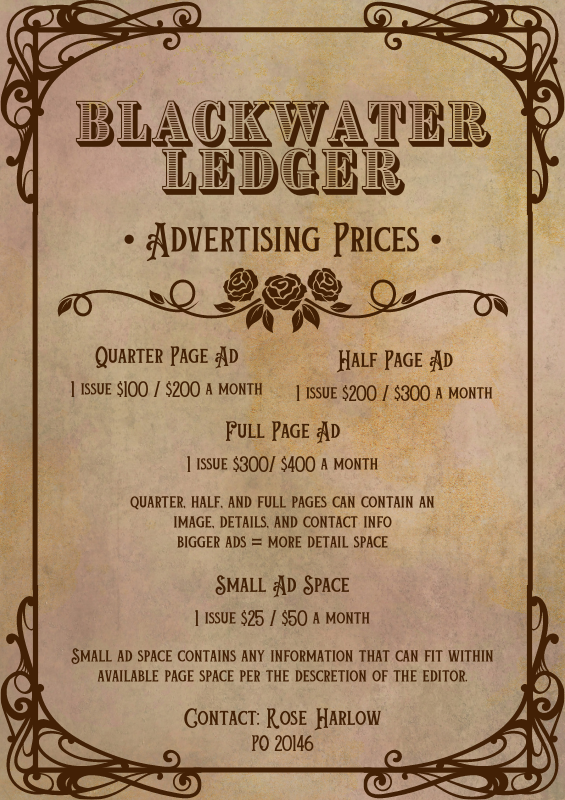 BLACKWATER
LEDGER
• Advertising Prices •
Quarter Page Ad
1 issue $100 / $200 a month
Half Page Ad
1 issue $200 / $300 a month
Full Page Ad
1 issue $300/ $400 a month
quarter, half, and full pages can contain an
image, details, and contact info
bigger ads = more detail space
Small Ad Space
1 issue $25 / $50 a month
Small ad space contains any information that can fit within
available page space per the descretion of the editor.
Contact: Rose Harlow
PO 20146